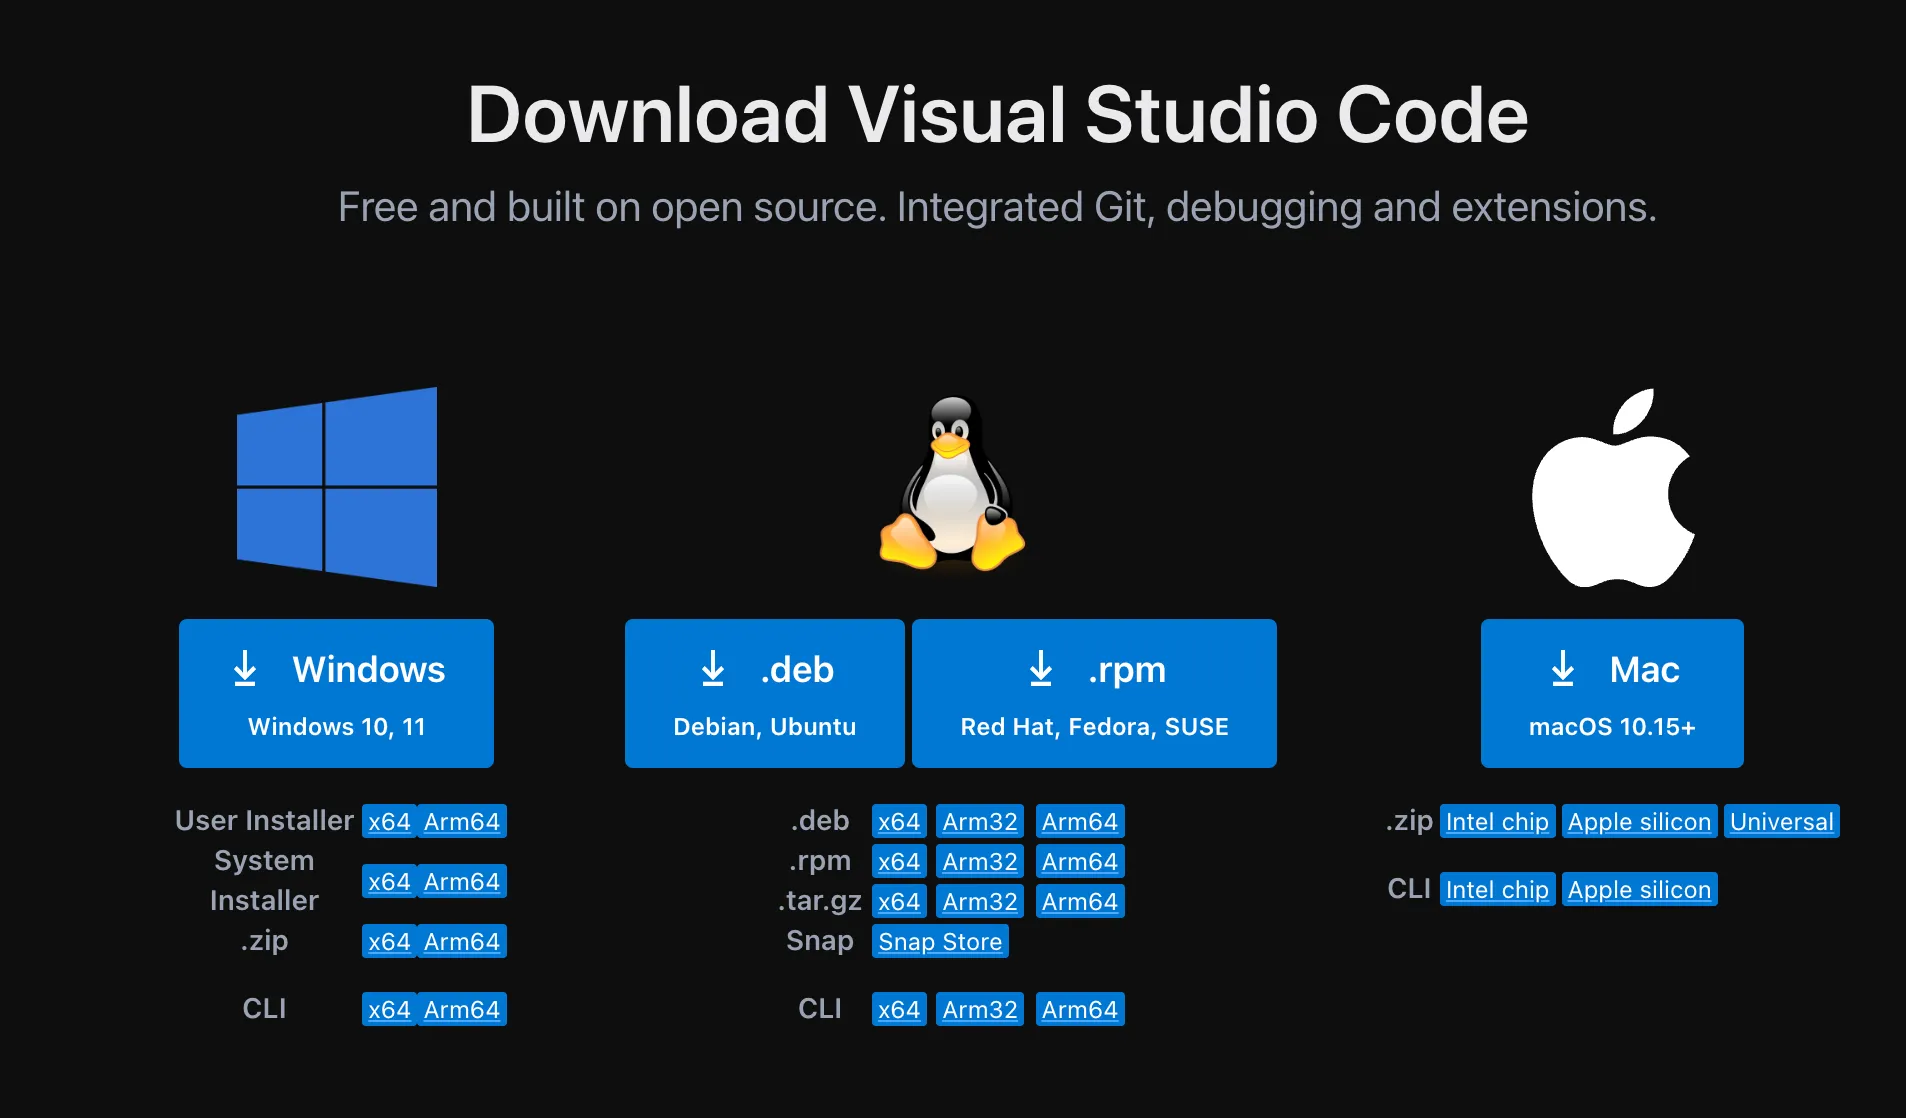 Download Visual Studio Code
Free and built on open source. Integrated Git, debugging and extensions.
Windows
Windows 10, 11
User Installer x64 Arm64
System
Installer
x64 Arm64
.zip x64 Arm64
CLI x64 Arm64
.deb
Debian, Ubuntu
.rpm
Red Hat, Fedora, SUSE
.deb x64 Arm32 Arm64
.rpm x64 Arm32 Arm64
.tar.gz x64 Arm32 Arm64
Snap Snap Store
CLI x64 Arm32 Arm64
Mac
macOS 10.15+
.zip Intel chip Apple silicon Universal
CLI Intel chip Apple silicon